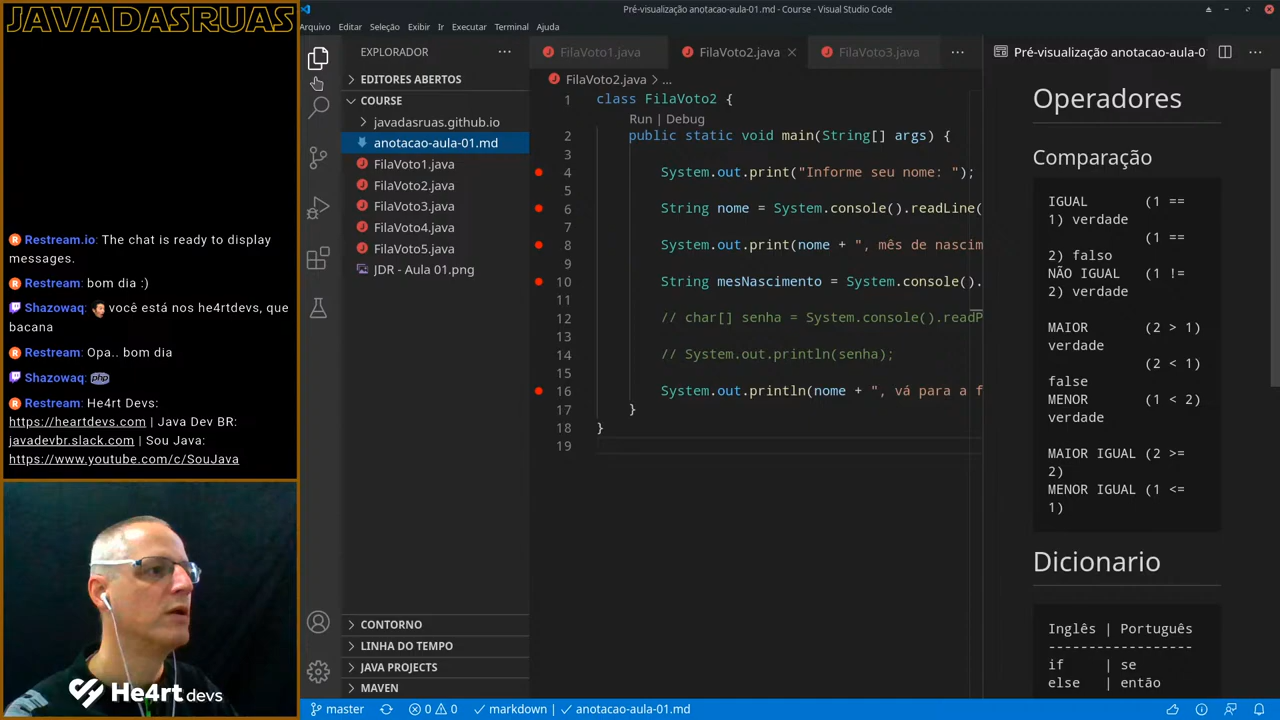 JAVADASRUAS
Restream.io: The chat is ready to display
messages.
Restream: bom dia :)
Shazowaq: você está nos he4rtdevs, que
bacana
Restream: Opa.. bom dia
Shazowaq: php
Restream: He4rt Devs:
https://heartdevs.com | Java Dev BR:
javadevbr.slack.com | Sou Java:
https://www.youtube.com/c/SouJava
He4rt devs
Pré-visualização anotacao-aula-01.md - Course - Visual Studio Code
Arquivo Editar Seleção Exibir Ir Executar Terminal Ajuda
EXPLORADOR
EDITORES ABERTOS
COURSE
javadasruas.github.io
anotacao-aula-01.md
FilaVoto1.java
FilaVoto2.java
FilaVoto3.java
FilaVoto4.java
FilaVoto5.java
JDR - Aula 01.png
CONTORNO
LINHA DO TEMPO
JAVA PROJECTS
MAVEN
FilaVoto1.java FilaVoto2.java FilaVoto3.java
FilaVoto2.java > ...
1 class FilaVoto2 {
Run | Debug
2 public static void main(String[] args) {
3
4 System.out.print("Informe seu nome: ");
5
6 String nome = System.console().readLine(
7
8 System.out.print(nome + ", mês de nascim
9
10 String mesNascimento = System.console().
11
12 // char[] senha = System.console().readP
13
14 // System.out.println(senha);
15
16 System.out.println(nome + ", vá para a f
17 }
18 }
19
Pré-visualização anotacao-aula-01
Operadores
Comparação
IGUAL (1 ==
1) verdade
(1 ==
2) falso
NÃO IGUAL (1 !=
2) verdade
MAIOR (2 > 1)
verdade
(2 < 1)
false
MENOR (1 < 2)
verdade
MAIOR IGUAL (2 >=
2)
MENOR IGUAL (1 <=
1)
Dicionario
Inglês | Português
------------------
if | se
else | então
master 0 0 markdown | anotacao-aula-01.md